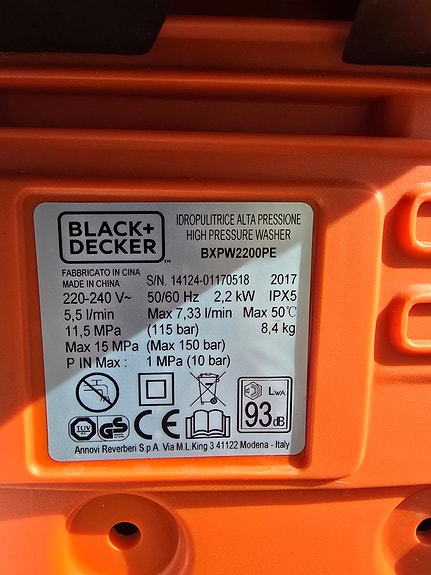 BLACK+
DECKER
™
IDROPULITRICE ALTA PRESSIONE
HIGH PRESSURE WASHER
BXPW2200PE
FABBRICATO IN CINA
MADE IN CHINA
S/N. 14124-01170518 2017
220-240 V~ 50/60 Hz 2,2 kW IPX5
5,5 l/min Max 7,33 l/min Max 50°C
11,5 MPa (115 bar) 8,4 kg
Max 15 MPa (Max 150 bar)
P IN Max : 1 MPa (10 bar)
LWA
93 dB
TÜV GS CE
Annovi Reverberi S.p.A. Via M.L.King 3 41122 Modena - Italy